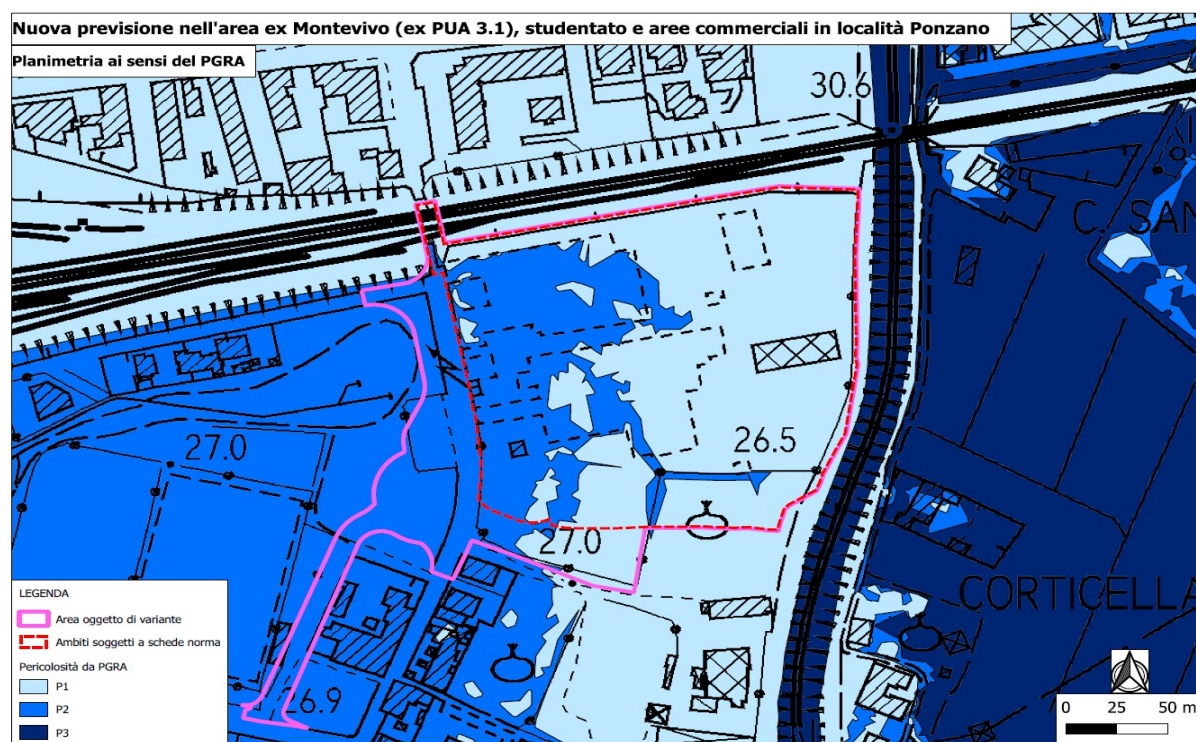 Nuova previsione nell'area ex Montevivo (ex PUA 3.1), studentato e aree commerciali in località Ponzano
Planimetria ai sensi del PGRA
30.6
C. SAN
27.0
26.5
27.0
CORTICELLA
26.9
LEGENDA
Area oggetto di variante
Ambiti soggetti a schede norma
Pericolosità da PGRA
P1
P2
P3
0 25 50 m